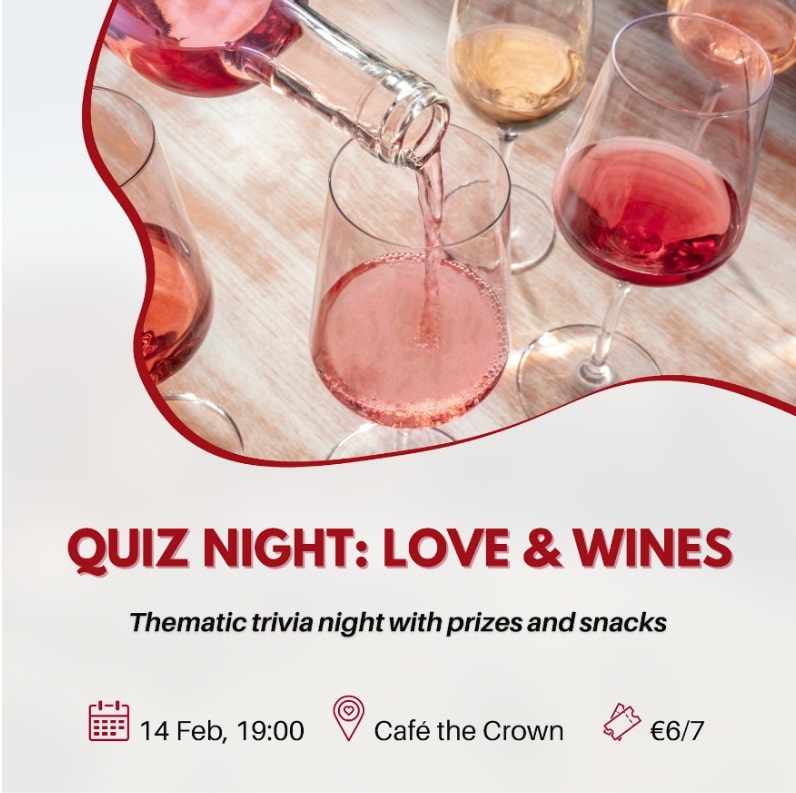 QUIZ NIGHT: LOVE & WINES
Thematic trivia night with prizes and snacks
14 Feb, 19:00 Café the Crown €6/7